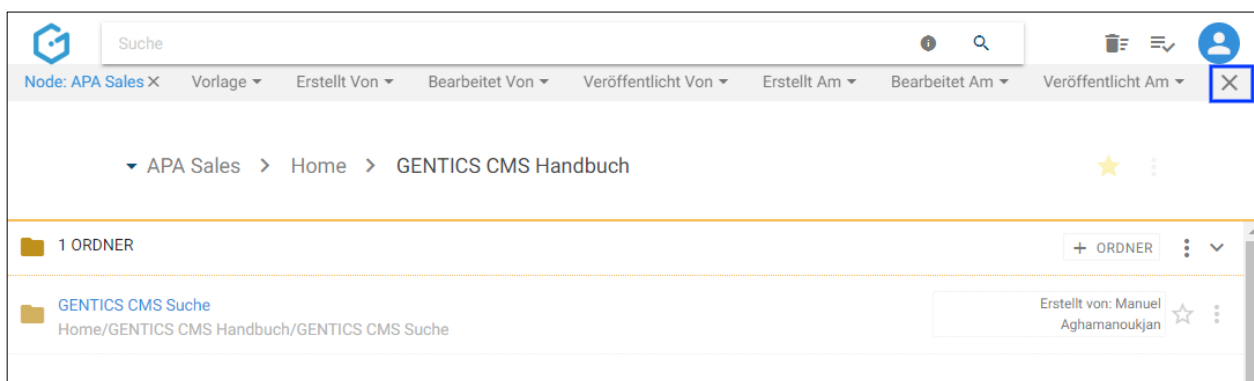 Suche
Node: APA Sales Vorlage Erstellt Von Bearbeitet Von Veröffentlicht Von Erstellt Am Bearbeitet Am Veröffentlicht Am
APA Sales > Home > GENTICS CMS Handbuch
1 ORDNER + ORDNER
GENTICS CMS Suche
Home/GENTICS CMS Handbuch/GENTICS CMS Suche
Erstellt von: Manuel
Aghamanoukjan